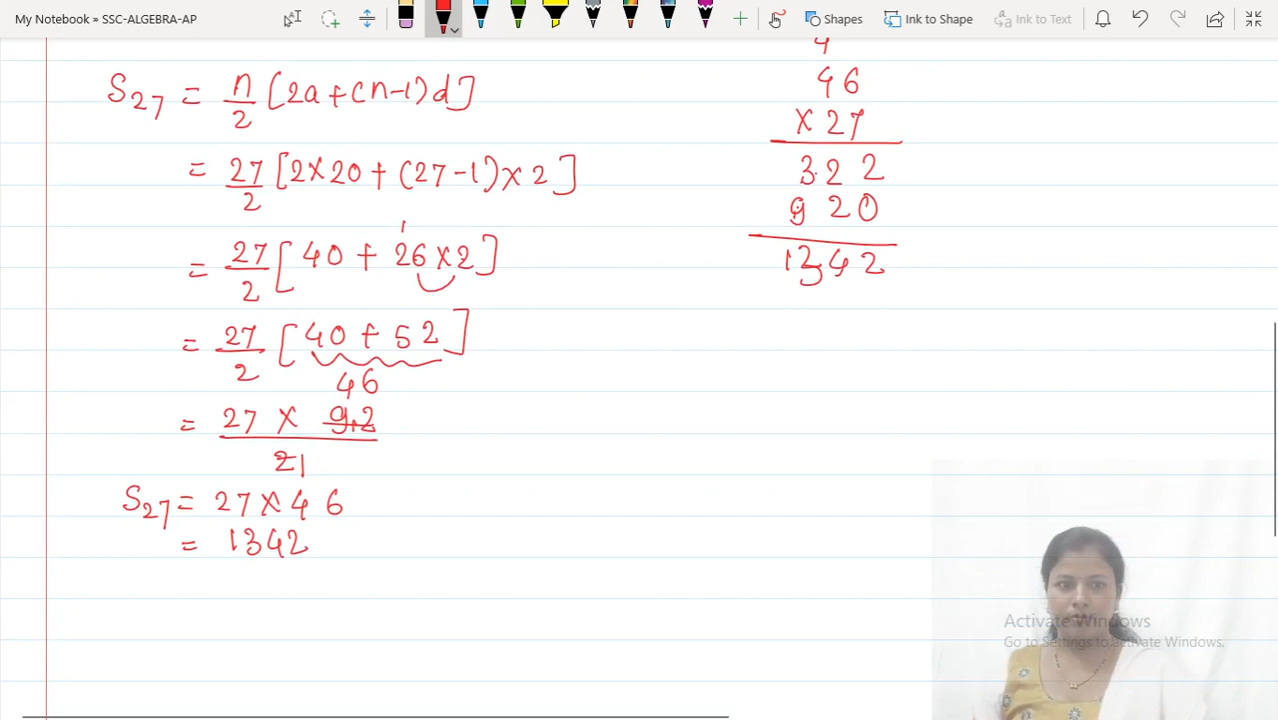 My Notebook » SSC-ALGEBRA-AP
Shapes
Ink to Shape
Ink to Text
S27 = n/2 [2a+(n-1)d]
= 27/2 [2×20+(27-1)×2]
= 27/2 [40 + 26×2]
= 27/2 [40+52]
46
= 27 × 92
21
S27 = 27×46
= 1342
4
46
×27
322
920
1342
Activate Windows
Go to Settings to Activate Windows.